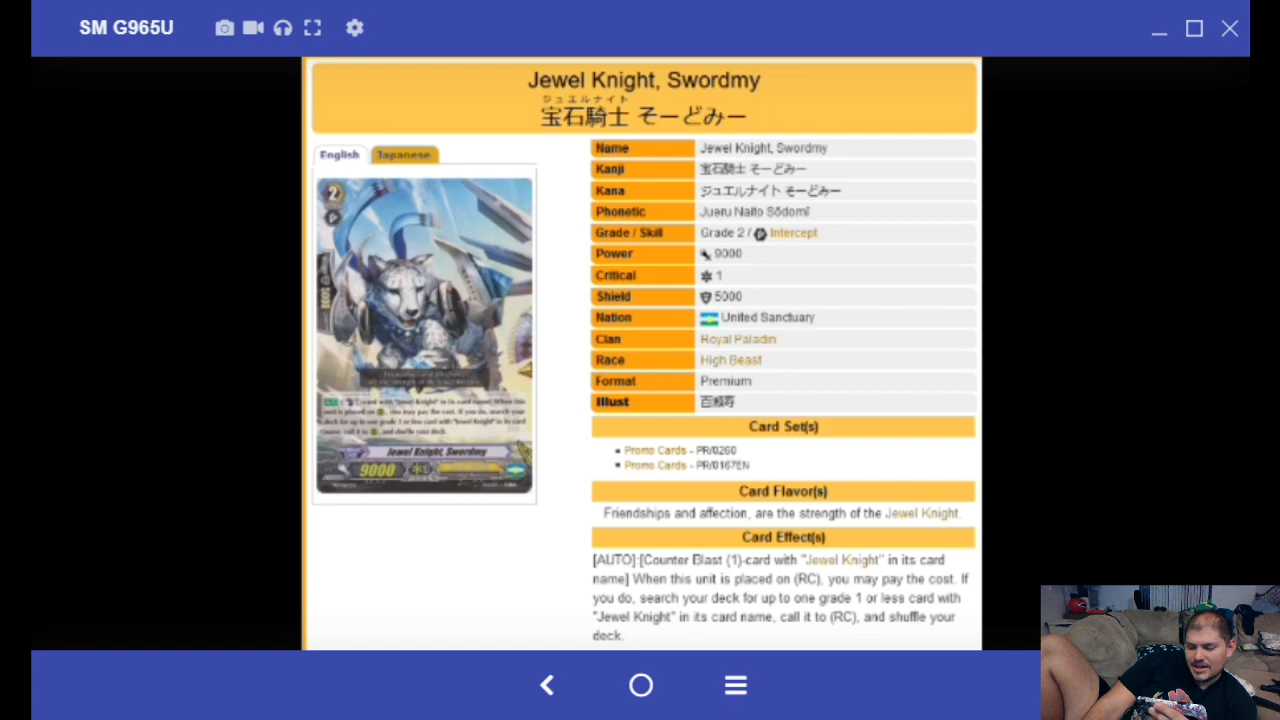 SM G965U
Jewel Knight, Swordmy
ジュエルナイト
宝石騎士 そーどみー
English Japanese
2
9000
Jewel Knight, Swordmy
9000
Name Jewel Knight, Swordmy
Kanji 宝石騎士 そーどみー
Kana ジュエルナイト そーどみー
Phonetic Jueru Naito Sōdomī
Grade / Skill Grade 2 / Intercept
Power 9000
Critical 1
Shield 5000
Nation United Sanctuary
Clan Royal Paladin
Race High Beast
Format Premium
Illust 百瀬寿
Card Set(s)
Promo Cards - PR/0260
Promo Cards - PR/0167EN
Card Flavor(s)
Friendships and affection, are the strength of the Jewel Knight.
Card Effect(s)
[AUTO]:[Counter Blast (1)-card with "Jewel Knight" in its card
name] When this unit is placed on (RC), you may pay the cost. If
you do, search your deck for up to one grade 1 or less card with
"Jewel Knight" in its card name, call it to (RC), and shuffle your
deck.